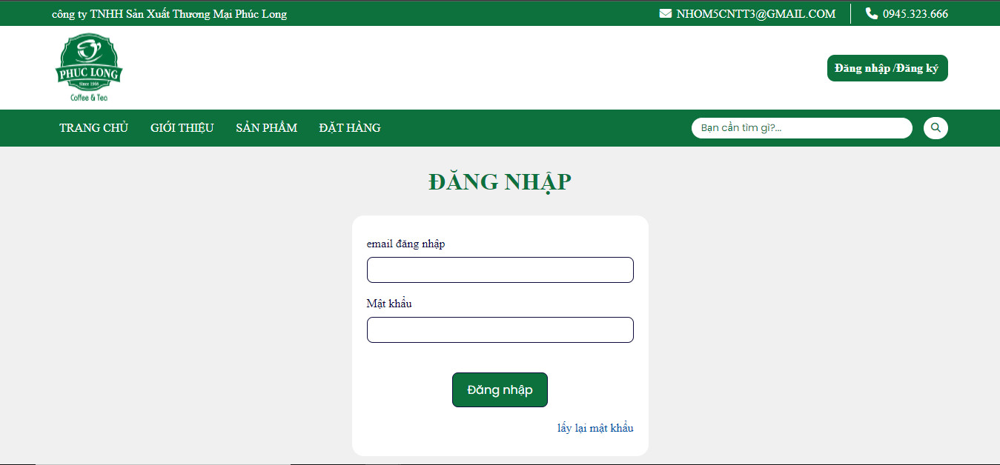 công ty TNHH Sản Xuất Thương Mại Phúc Long
NHOM5CNTT3@GMAIL.COM
0945.323.666
PHUC LONG
Since 1968
Coffee & Tea
Đăng nhập /Đăng ký
TRANG CHỦ
GIỚI THIỆU
SẢN PHẨM
ĐẶT HÀNG
Bạn cần tìm gì?...
ĐĂNG NHẬP
email đăng nhập
Mật khẩu
Đăng nhập
lấy lại mật khẩu